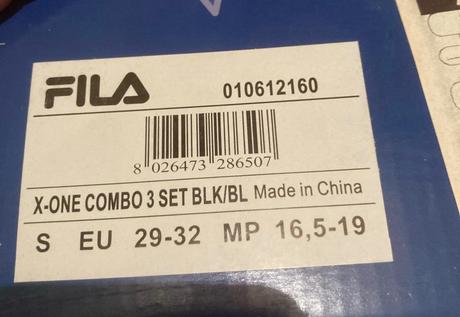 FILA 010612160
8 026473 286507
X-ONE COMBO 3 SET BLK/BL Made in China
S EU 29-32 MP 16,5-19